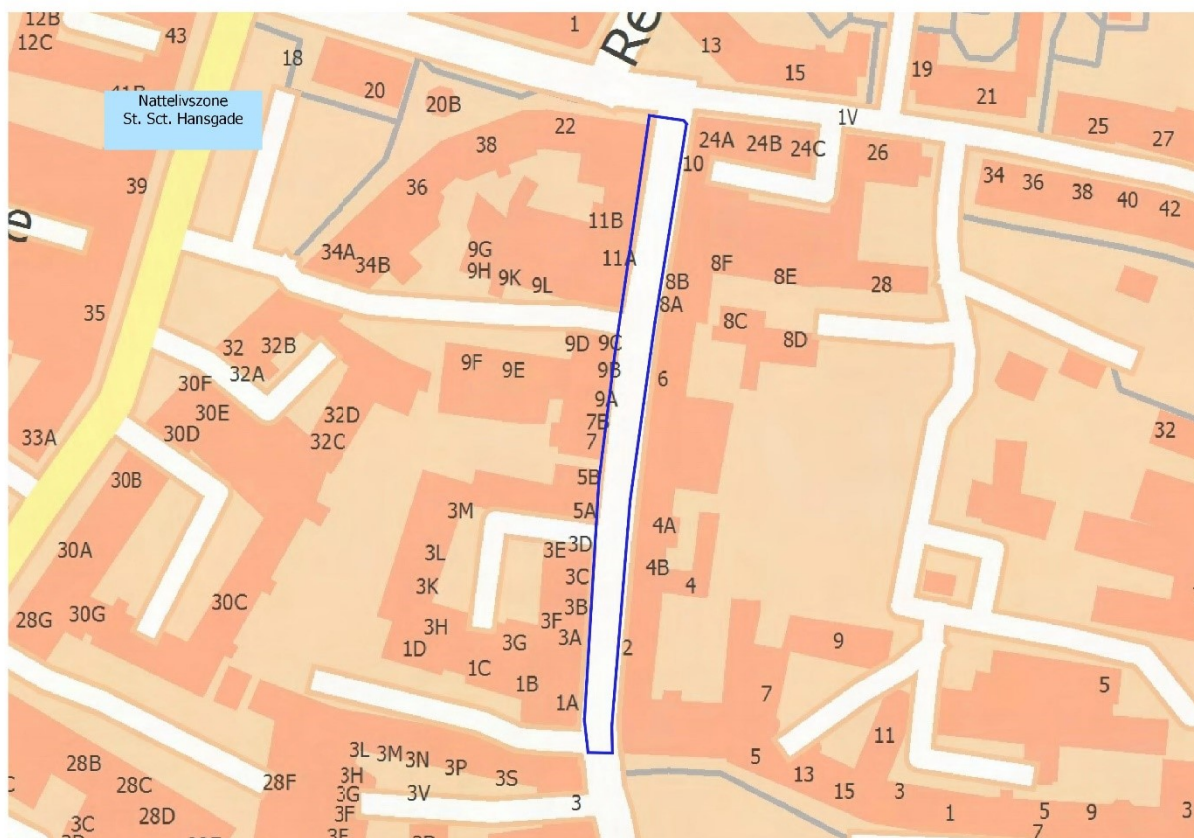 12B
12C
43
1
Re
13
15
18
20
20B
19
21
41B
Nattelivszone
St. Sct. Hansgade
1V
25
27
22
38
24A
24B
24C
26
10
39
36
34
36
38
40
42
11B
34A
34B
9G
9H
9K
9L
11A
8F
8E
28
8B
8A
35
8C
8D
32
32B
32A
9D
9C
9F
9E
9B
9A
6
30F
30E
30D
32D
32C
7B
7
33A
32
30B
5B
3M
5A
4A
30A
3L
3E
3D
3K
3C
4B
4
28G
30G
30C
3B
3F
3H
3G
3A
2
9
1D
1C
1B
1A
7
5
11
3L
3M
3N
3P
3S
5
13
15
3
28B
28C
28F
3H
3G
3V
3F
3
28D
3C
1
5
9
3
7